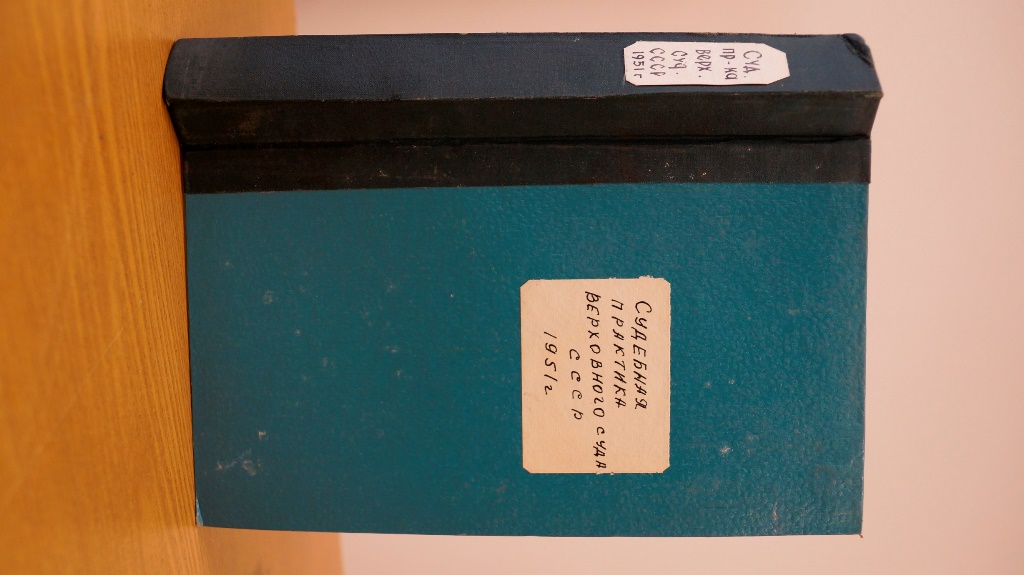 Суд.
пр-ка
Верх.
Суд.
СССР
1951г
СУДЕБНАЯ
ПРАКТИКА
ВЕРХОВНОГО СУДА
СССР
1951г